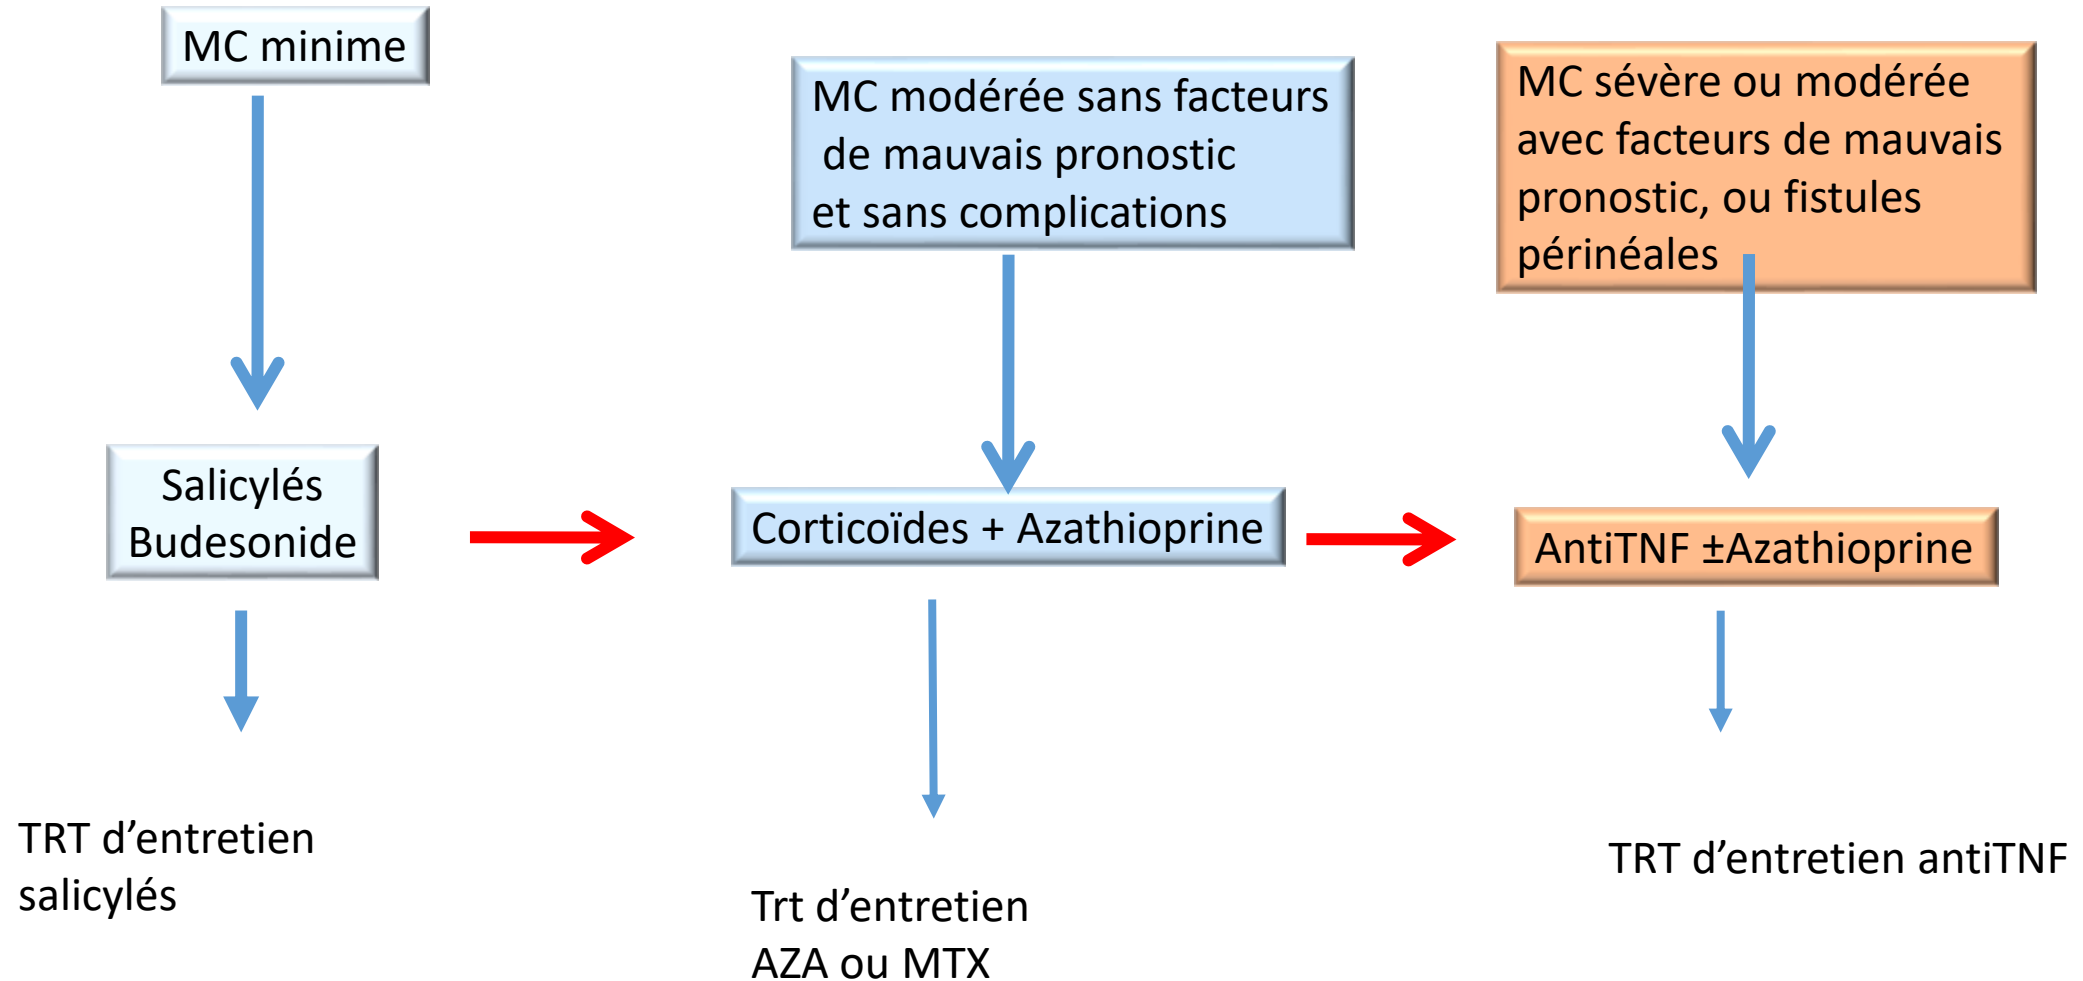 MC minime
MC modérée sans facteurs
de mauvais pronostic
et sans complications
MC sévère ou modérée
avec facteurs de mauvais
pronostic, ou fistules
périnéales
Salicylés
Budesonide
Corticoïdes + Azathioprine
AntiTNF ±Azathioprine
TRT d’entretien
salicylés
Trt d’entretien
AZA ou MTX
TRT d’entretien antiTNF